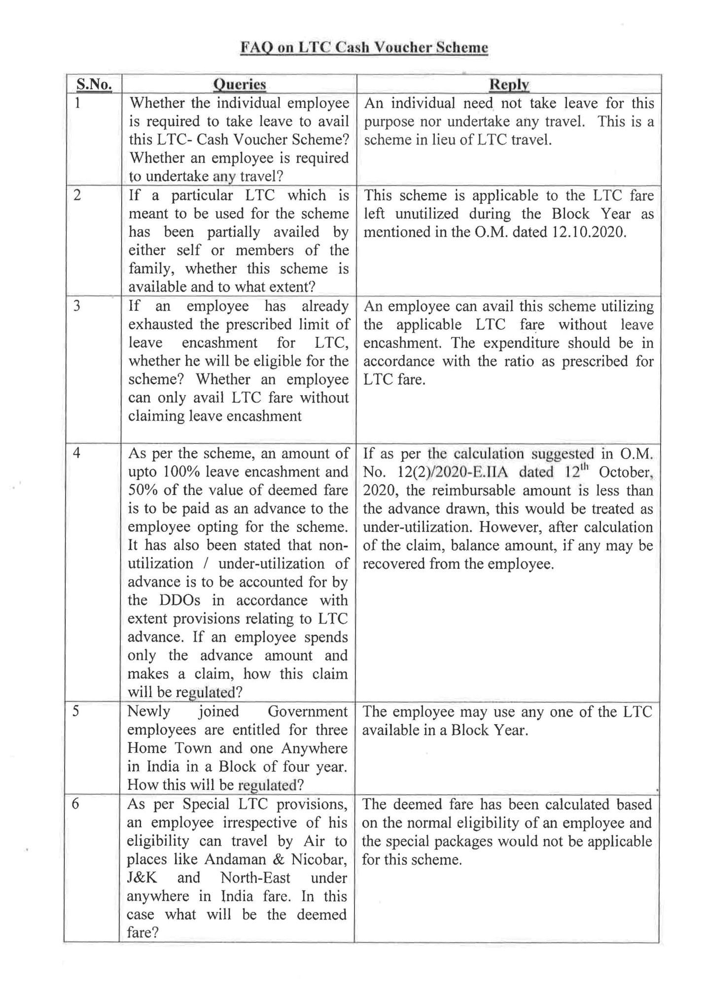 FAQ on LTC Cash Voucher Scheme
S.No. Queries Reply
1 Whether the individual employee An individual need not take leave for this
is required to take leave to avail purpose nor undertake any travel. This is a
this LTC- Cash Voucher Scheme? scheme in lieu of LTC travel.
Whether an employee is required
to undertake any travel?
2 If a particular LTC which is This scheme is applicable to the LTC fare
meant to be used for the scheme left unutilized during the Block Year as
has been partially availed by mentioned in the O.M. dated 12.10.2020.
either self or members of the
family, whether this scheme is
available and to what extent?
3 If an employee has already An employee can avail this scheme utilizing
exhausted the prescribed limit of the applicable LTC fare without leave
leave encashment for LTC, encashment. The expenditure should be in
whether he will be eligible for the accordance with the ratio as prescribed for
scheme? Whether an employee LTC fare.
can only avail LTC fare without
claiming leave encashment
4 As per the scheme, an amount of If as per the calculation suggested in O.M.
upto 100% leave encashment and No. 12(2)/2020-E.IIA dated 12th October,
50% of the value of deemed fare 2020, the reimbursable amount is less than
is to be paid as an advance to the the advance drawn, this would be treated as
employee opting for the scheme. under-utilization. However, after calculation
It has also been stated that non- of the claim, balance amount, if any may be
utilization / under-utilization of recovered from the employee.
advance is to be accounted for by
the DDOs in accordance with
extent provisions relating to LTC
advance. If an employee spends
only the advance amount and
makes a claim, how this claim
will be regulated?
5 Newly joined Government The employee may use any one of the LTC
employees are entitled for three available in a Block Year.
Home Town and one Anywhere
in India in a Block of four year.
How this will be regulated?
6 As per Special LTC provisions, The deemed fare has been calculated based
an employee irrespective of his on the normal eligibility of an employee and
eligibility can travel by Air to the special packages would not be applicable
places like Andaman & Nicobar, for this scheme.
J&K and North-East under
anywhere in India fare. In this
case what will be the deemed
fare?